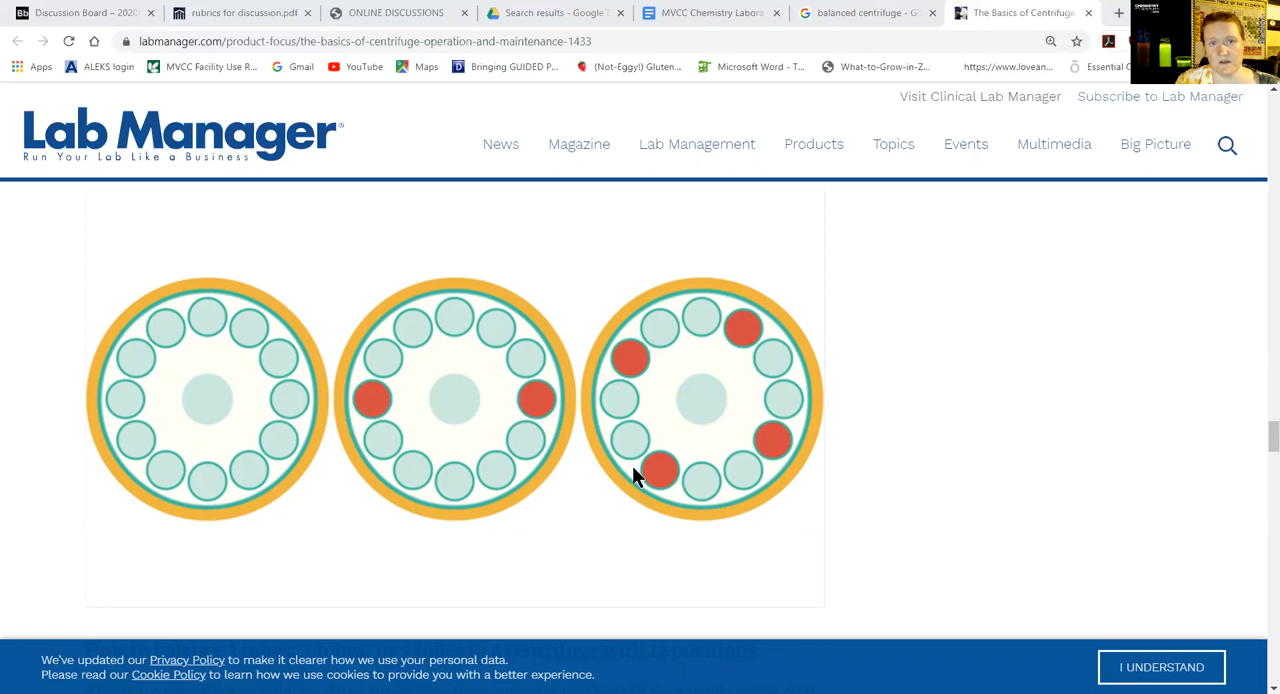 Bb Discussion Board – 2020
rubrics for discussion.pdf
ONLINE DISCUSSIONS
Search results - Google
MVCC Chemistry Labora
balanced centrifuge - G
The Basics of Centrifuge
CHEMISTRY
labmanager.com/product-focus/the-basics-of-centrifuge-operation-and-maintenance-1433
Apps
ALEKS login
MVCC Facility Use R...
Gmail
YouTube
Maps
Bringing GUIDED P...
(Not-Eggy!) Gluten...
Microsoft Word - T...
What-to-Grow-in-Z...
https://www.lovean...
Essential
Visit Clinical Lab Manager
Subscribe to Lab Manager
Lab Manager®
Run Your Lab Like a Business
News
Magazine
Lab Management
Products
Topics
Events
Multimedia
Big Picture
We've updated our Privacy Policy to make it clearer how we use your personal data.
Please read our Cookie Policy to learn how we use cookies to provide you with a better experience.
I UNDERSTAND